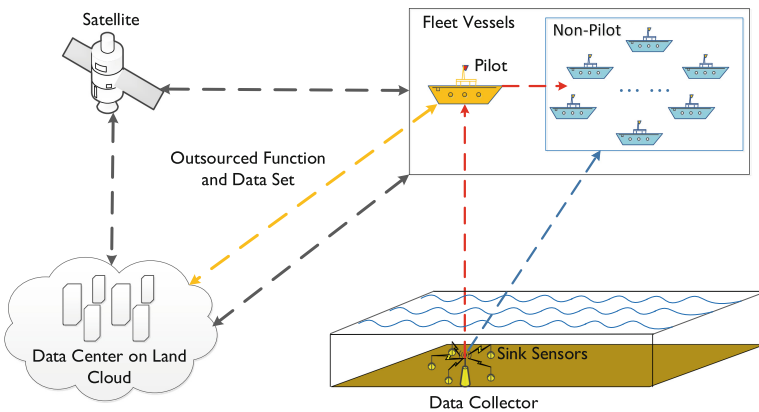 Satellite
Fleet Vessels
Non-Pilot
Pilot
Outsourced Function
and Data Set
Data Center on Land
Cloud
Sink Sensors
Data Collector